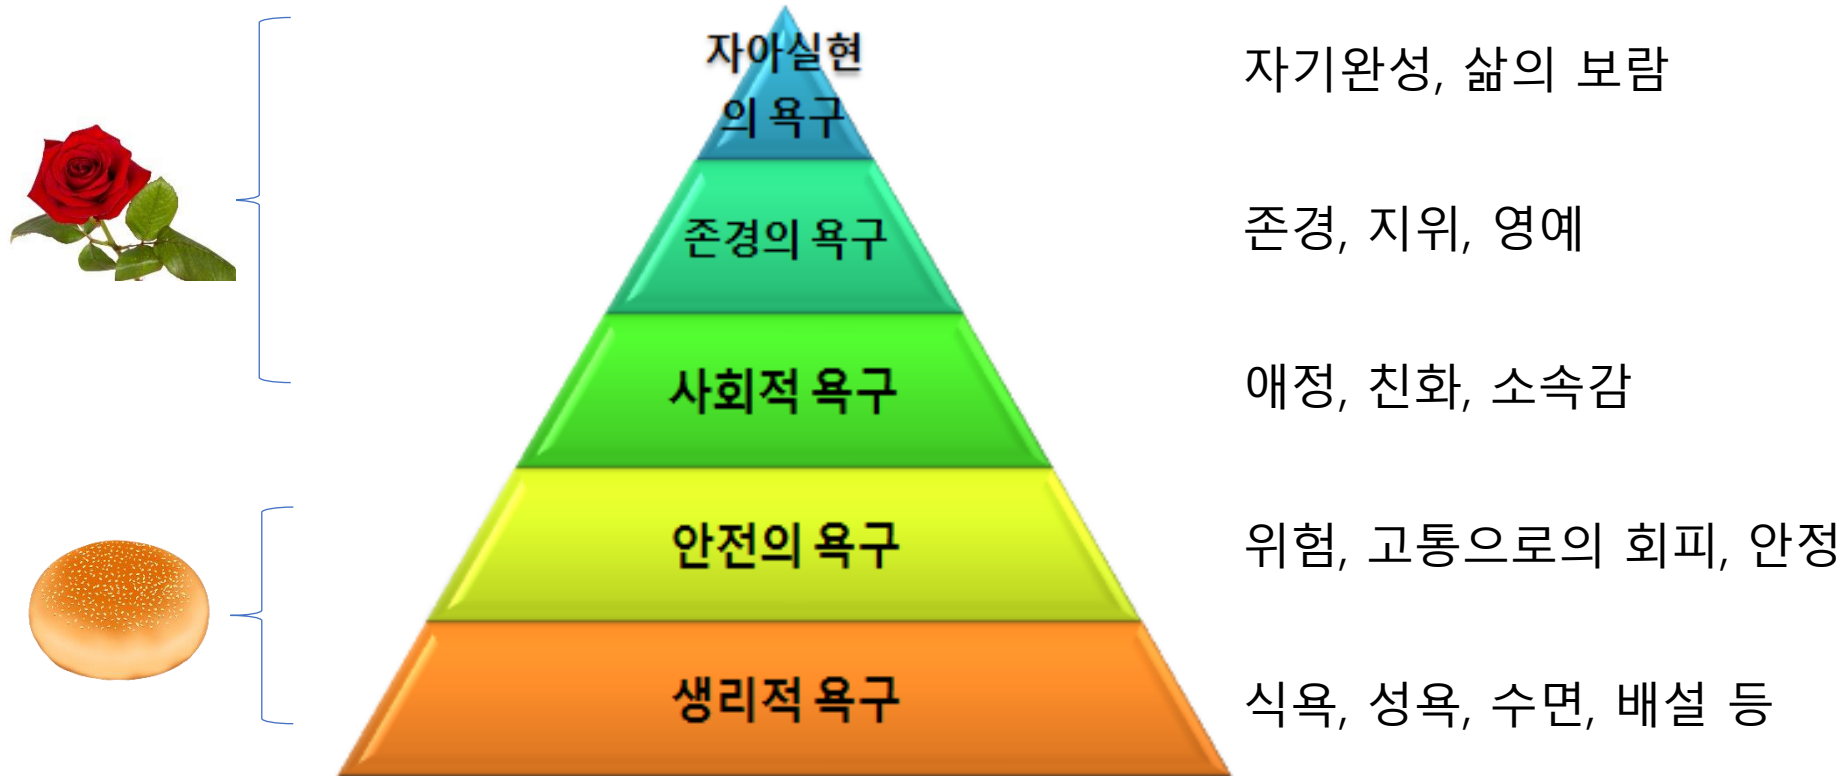 자아실현
의 욕구
자기완성, 삶의 보람
존경의 욕구
존경, 지위, 영예
사회적 욕구
애정, 친화, 소속감
안전의 욕구
위험, 고통으로의 회피, 안정
생리적 욕구
식욕, 성욕, 수면, 배설 등